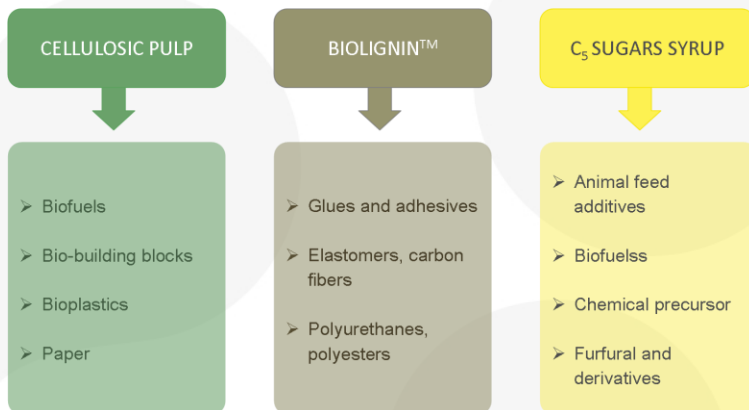 CELLULOSIC PULP
➢ Biofuels
➢ Bio-building blocks
➢ Bioplastics
➢ Paper
BIOLIGNIN™
➢ Glues and adhesives
➢ Elastomers, carbon
fibers
➢ Polyurethanes,
polyesters
C₅ SUGARS SYRUP
➢ Animal feed
additives
➢ Biofuelss
➢ Chemical precursor
➢ Furfural and
derivatives